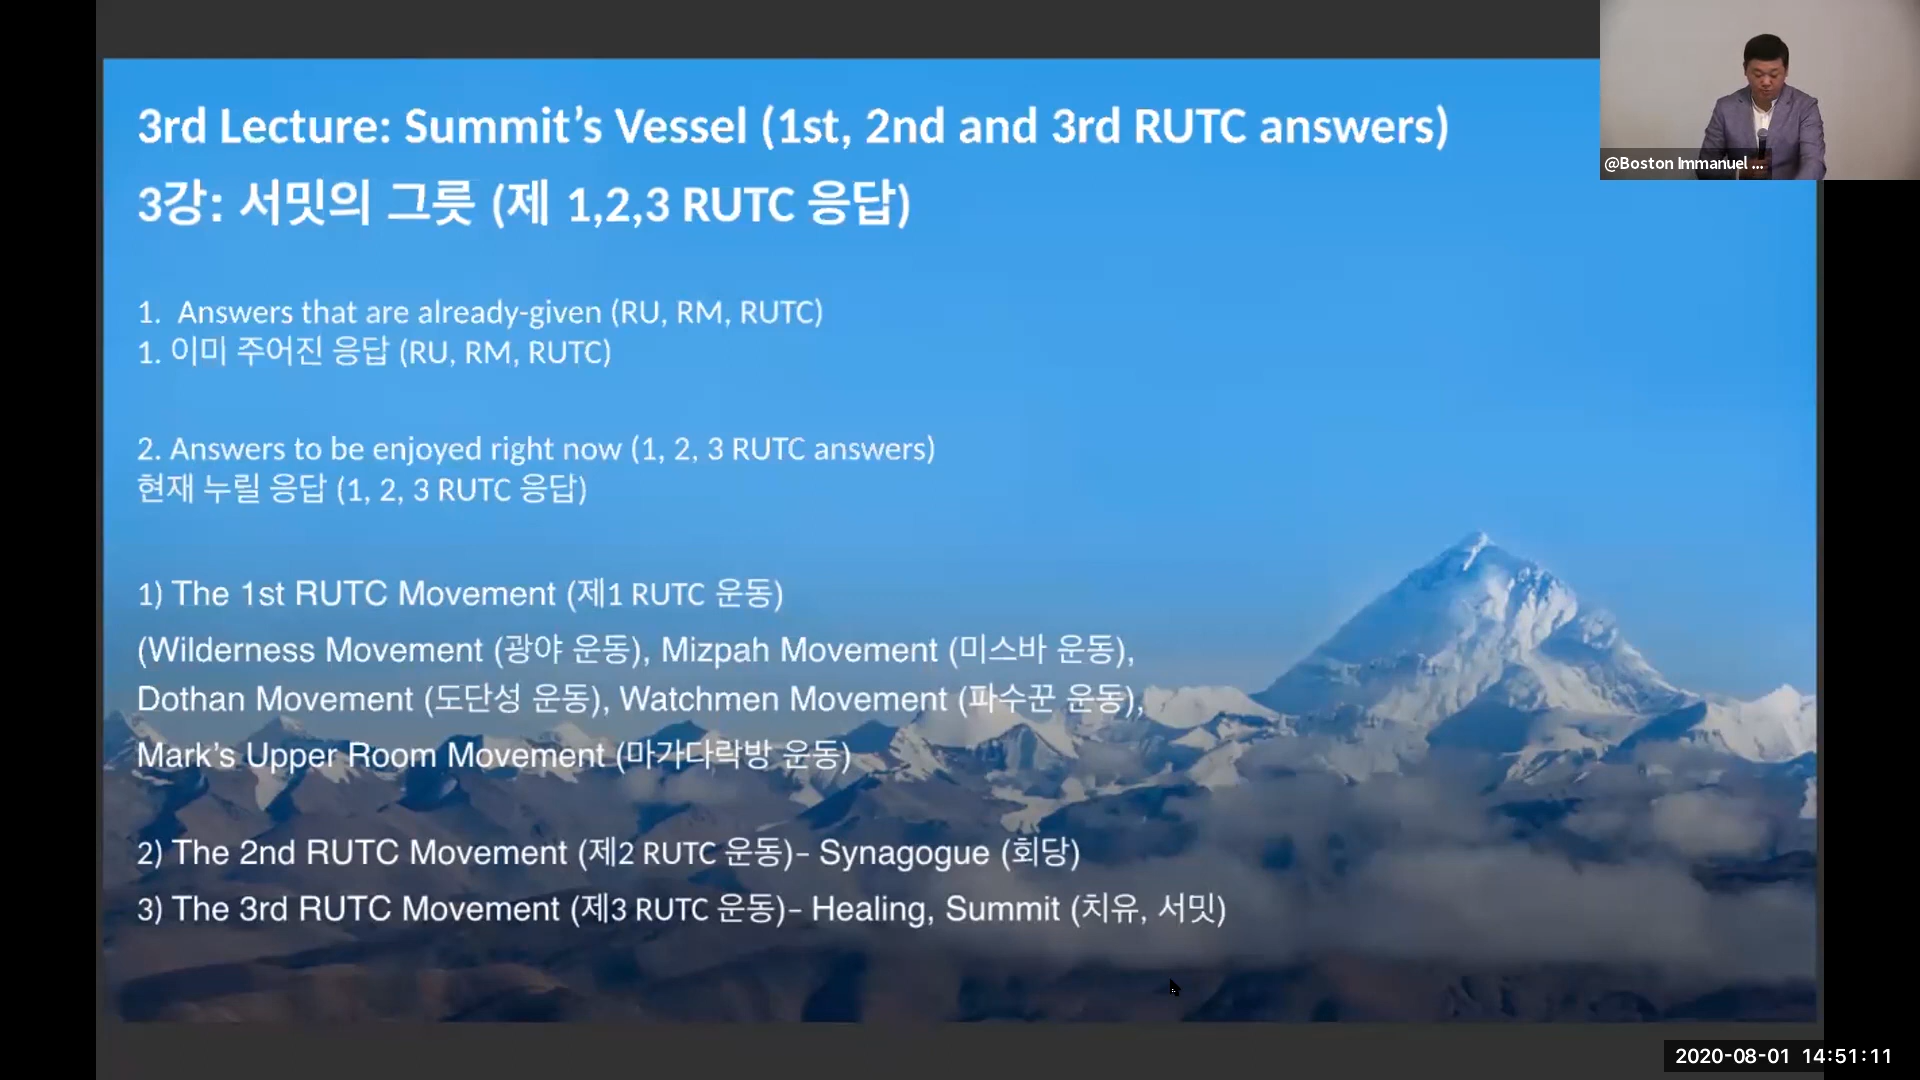 3rd Lecture: Summit’s Vessel (1st, 2nd and 3rd RUTC answers)
3강: 서밋의 그릇 (제 1,2,3 RUTC 응답)
1. Answers that are already-given (RU, RM, RUTC)
1. 이미 주어진 응답 (RU, RM, RUTC)
2. Answers to be enjoyed right now (1, 2, 3 RUTC answers)
현재 누릴 응답 (1, 2, 3 RUTC 응답)
1) The 1st RUTC Movement (제1 RUTC 운동)
(Wilderness Movement (광야 운동), Mizpah Movement (미스바 운동),
Dothan Movement (도단성 운동), Watchmen Movement (파수꾼 운동),
Mark’s Upper Room Movement (마가다락방 운동)
2) The 2nd RUTC Movement (제2 RUTC 운동)– Synagogue (회당)
3) The 3rd RUTC Movement (제3 RUTC 운동)– Healing, Summit (치유, 서밋)
@Boston Immanuel ...
2020-08-01 14:51:11